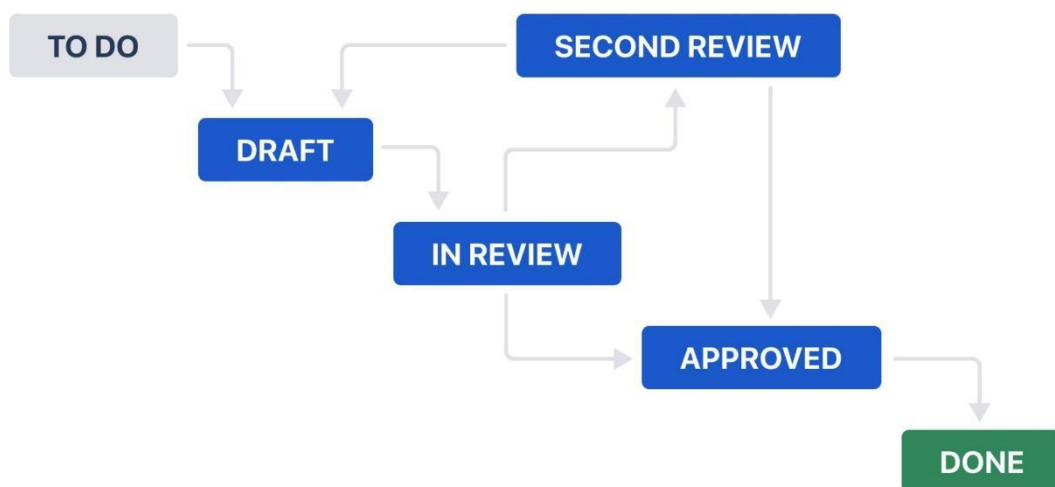 TO DO
SECOND REVIEW
DRAFT
IN REVIEW
APPROVED
DONE